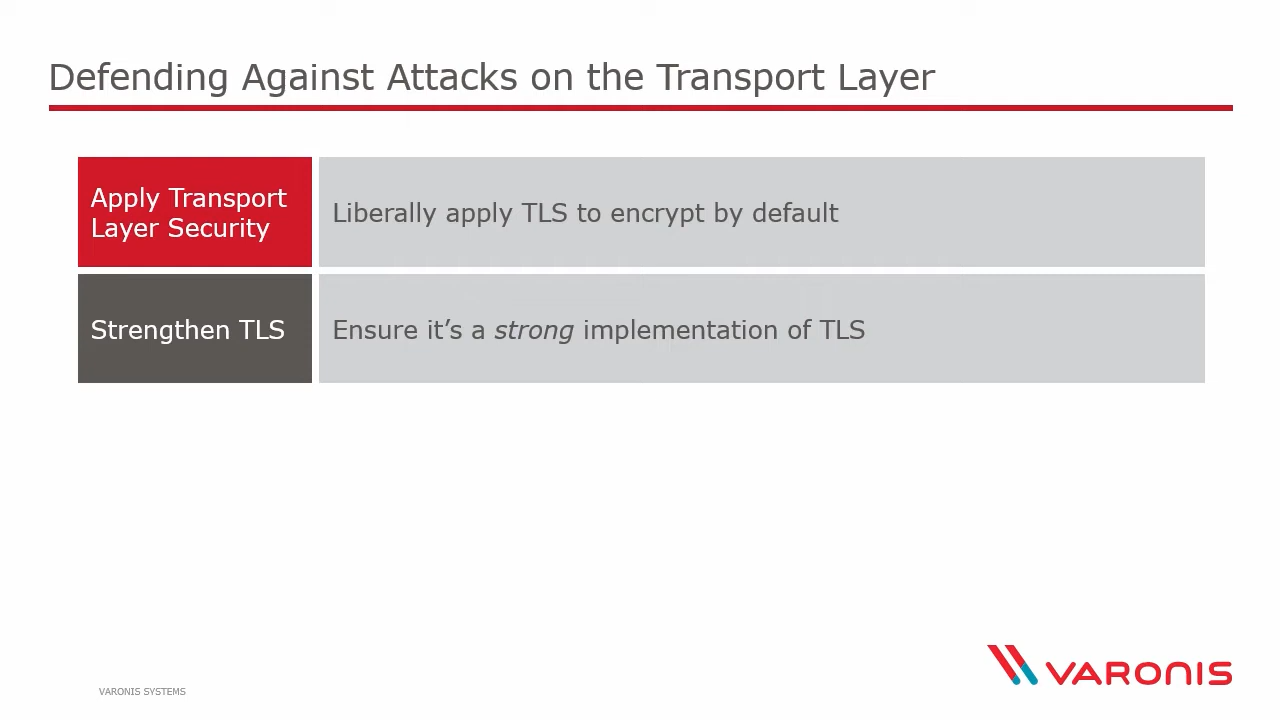 Defending Against Attacks on the Transport Layer
Apply Transport
Layer Security
Liberally apply TLS to encrypt by default
Strengthen TLS
Ensure it’s a strong implementation of TLS
VARONIS SYSTEMS
VARONIS